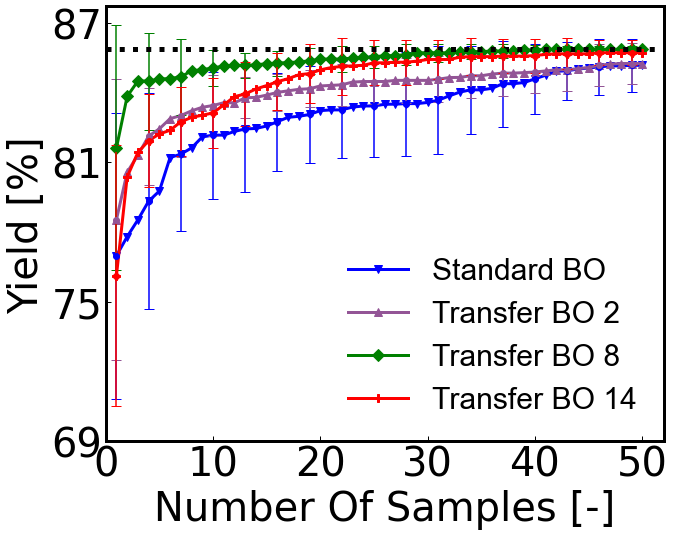 87
81
75
69
Yield [%]
0 10 20 30 40 50
Number Of Samples [-]
Standard BO
Transfer BO 2
Transfer BO 8
Transfer BO 14